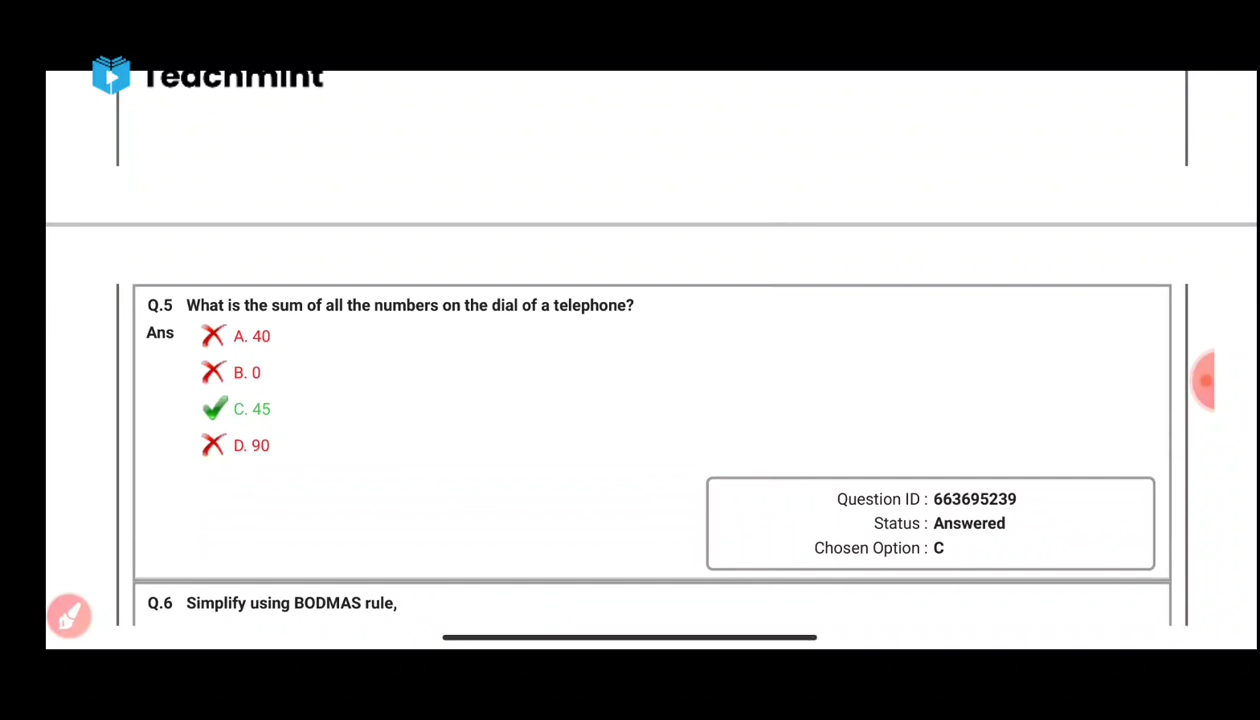 Teachmint
Q.5 What is the sum of all the numbers on the dial of a telephone?
Ans
A. 40
B. 0
C. 45
D. 90
Question ID : 663695239
Status : Answered
Chosen Option : C
Q.6 Simplify using BODMAS rule,